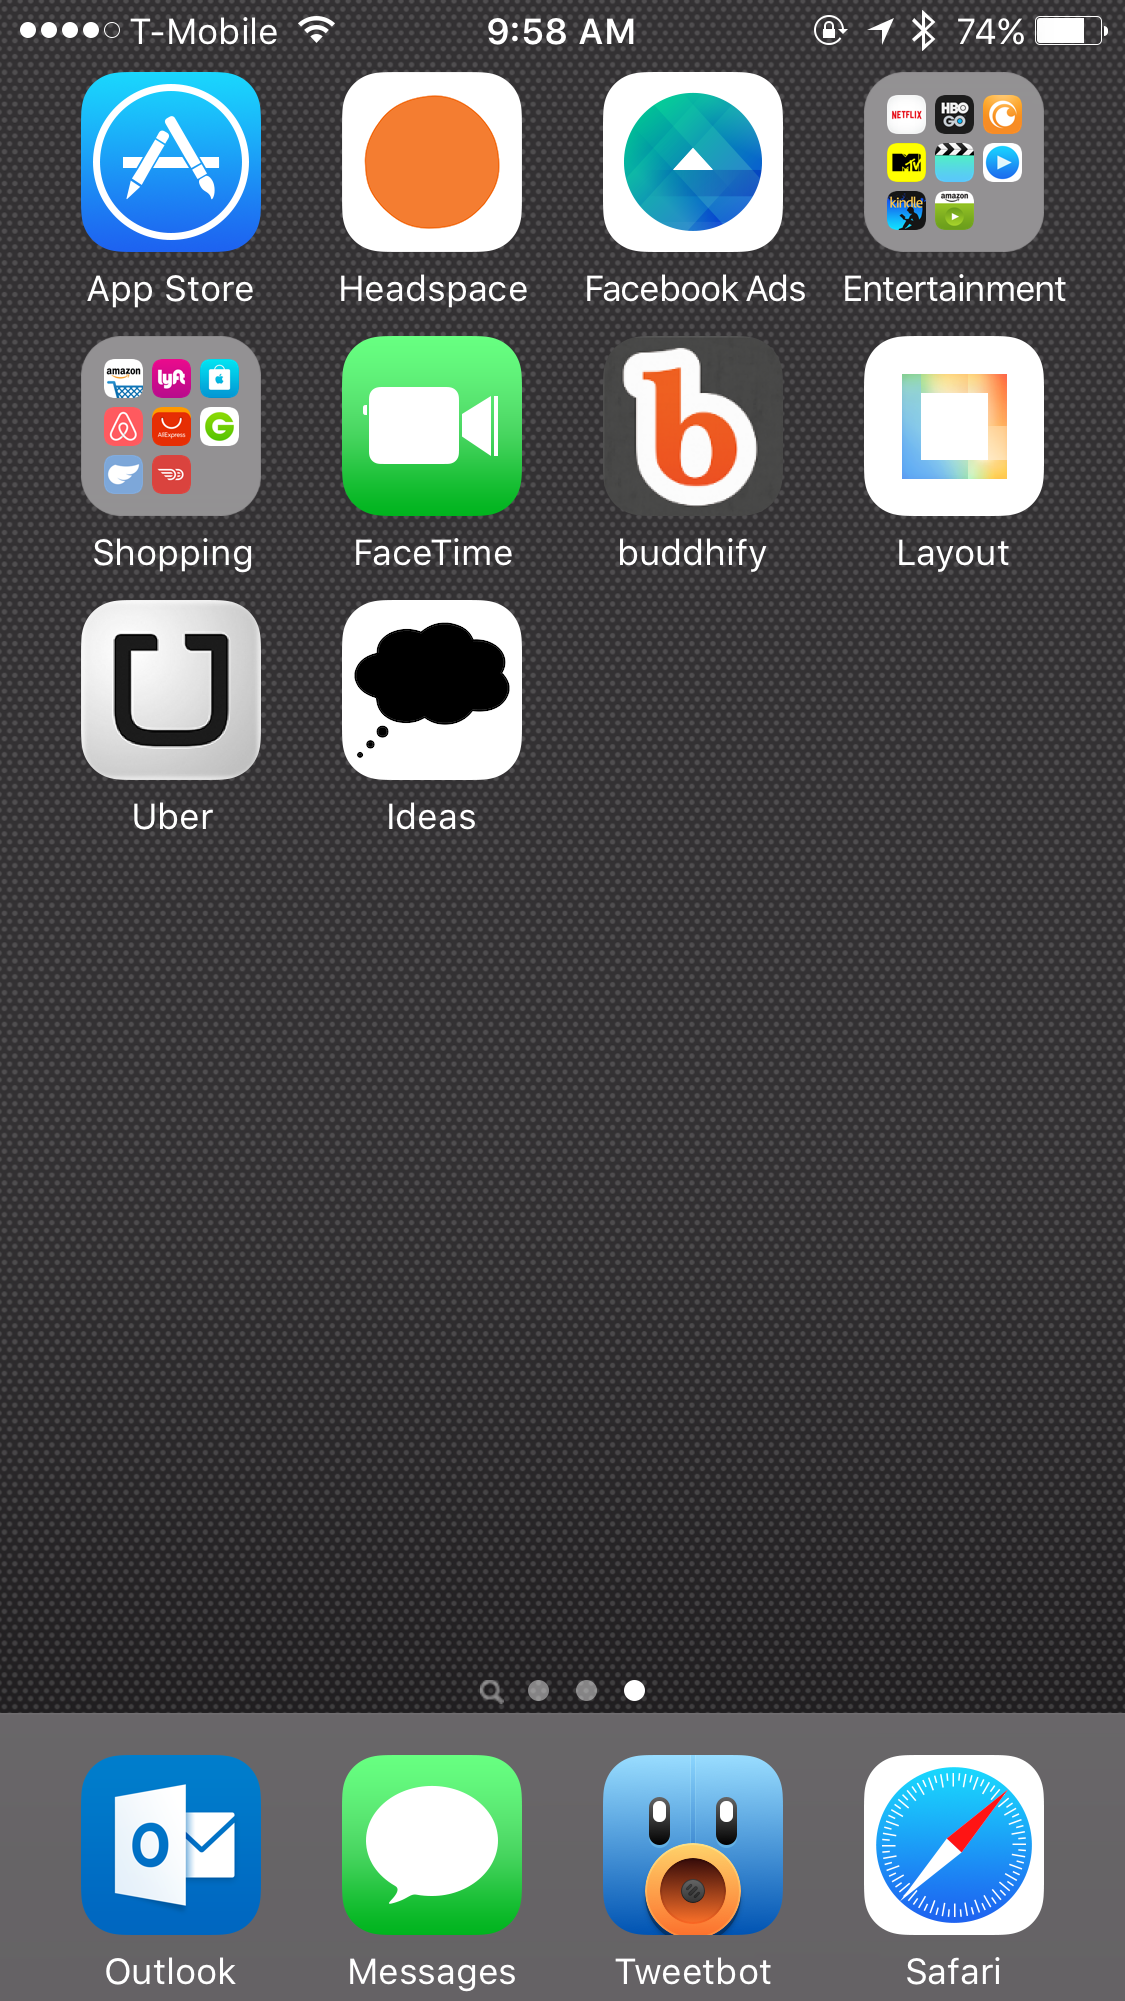 T-Mobile 9:58 AM 74%
NETFLIX HBO GO
kindle amazon
App Store Headspace Facebook Ads Entertainment
amazon lyft
AliExpress
Shopping FaceTime buddhify Layout
Uber Ideas
Outlook Messages Tweetbot Safari